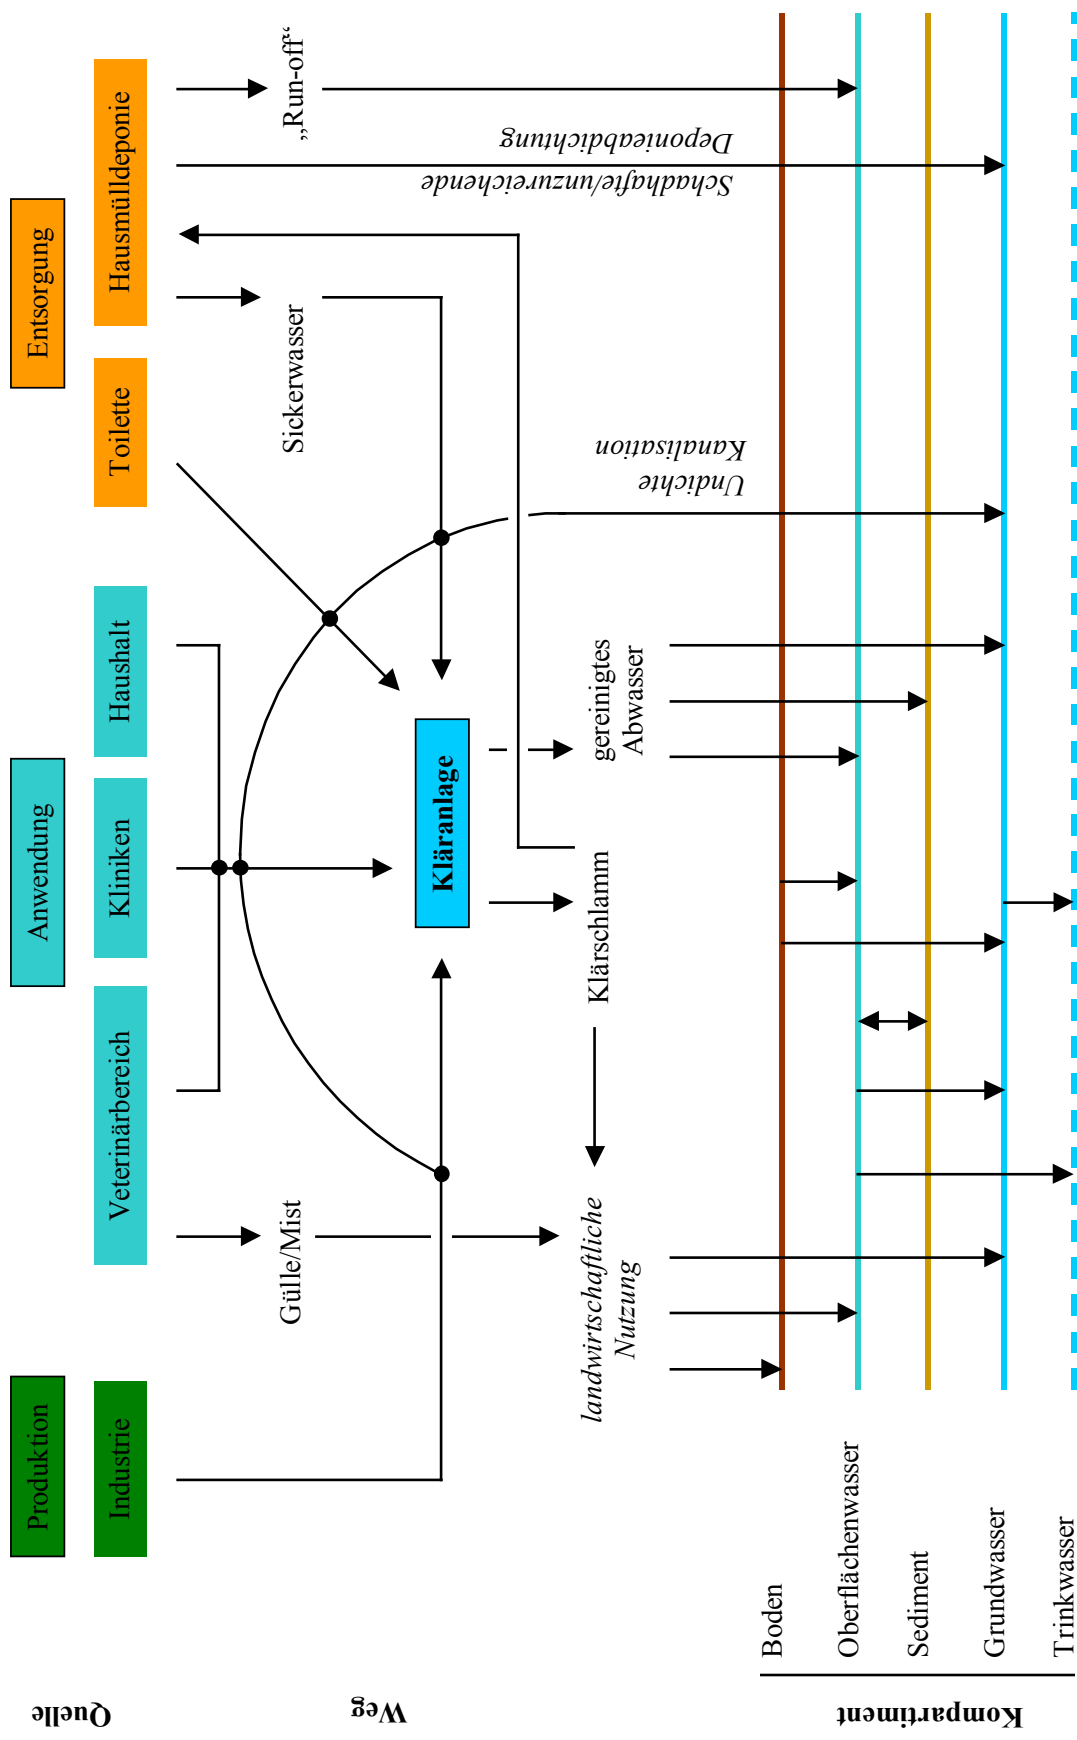 Quelle
Produktion
Anwendung
Entsorgung
Industrie
Veterinärbereich
Kliniken
Haushalt
Toilette
Hausmülldeponie
Weg
Gülle/Mist
Sickerwasser
„Run-off“
Kläranlage
landwirtschaftliche
Nutzung
Klärschlamm
gereinigtes
Abwasser
Undichte
Kanalisation
Schadhafte/unzureichende
Deponieabdichtung
Kompartiment
Boden
Oberflächenwasser
Sediment
Grundwasser
Trinkwasser